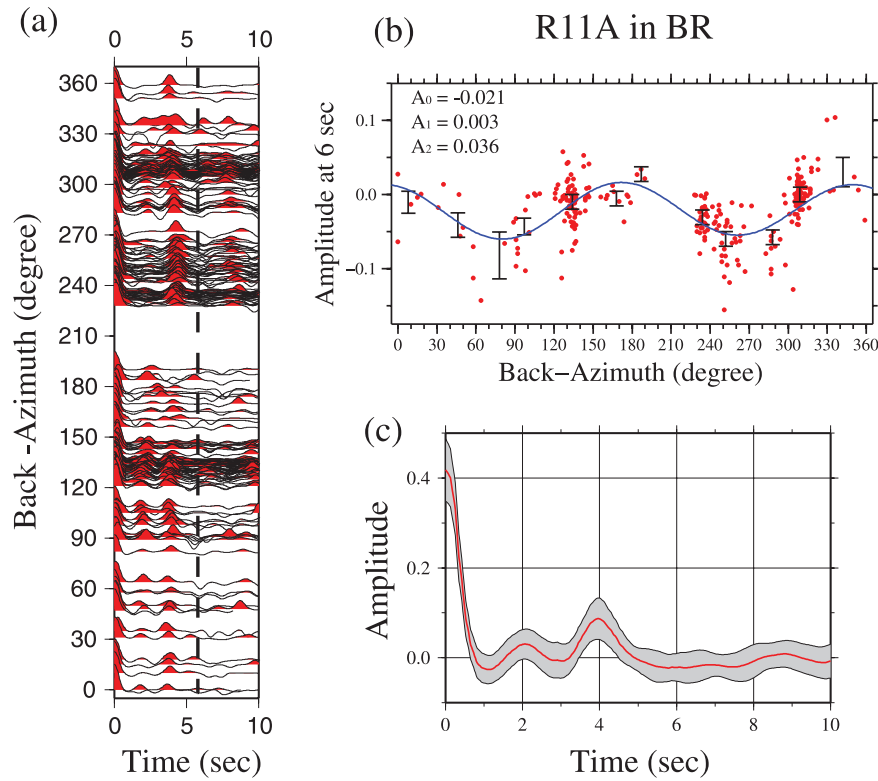 (a)
0 5 10
360
330
300
270
240
210
180
150
120
90
60
30
0
Back -Azimuth (degree)
0 5 10
Time (sec)
(b)
R11A in BR
A0 = -0.021
A1 = 0.003
A2 = 0.036
0.1
0.0
−0.1
Amplitude at 6 sec
0 30 60 90 120 150 180 210 240 270 300 330 360
Back−Azimuth (degree)
(c)
0.4
0.2
0.0
Amplitude
0 2 4 6 8 10
Time (sec)